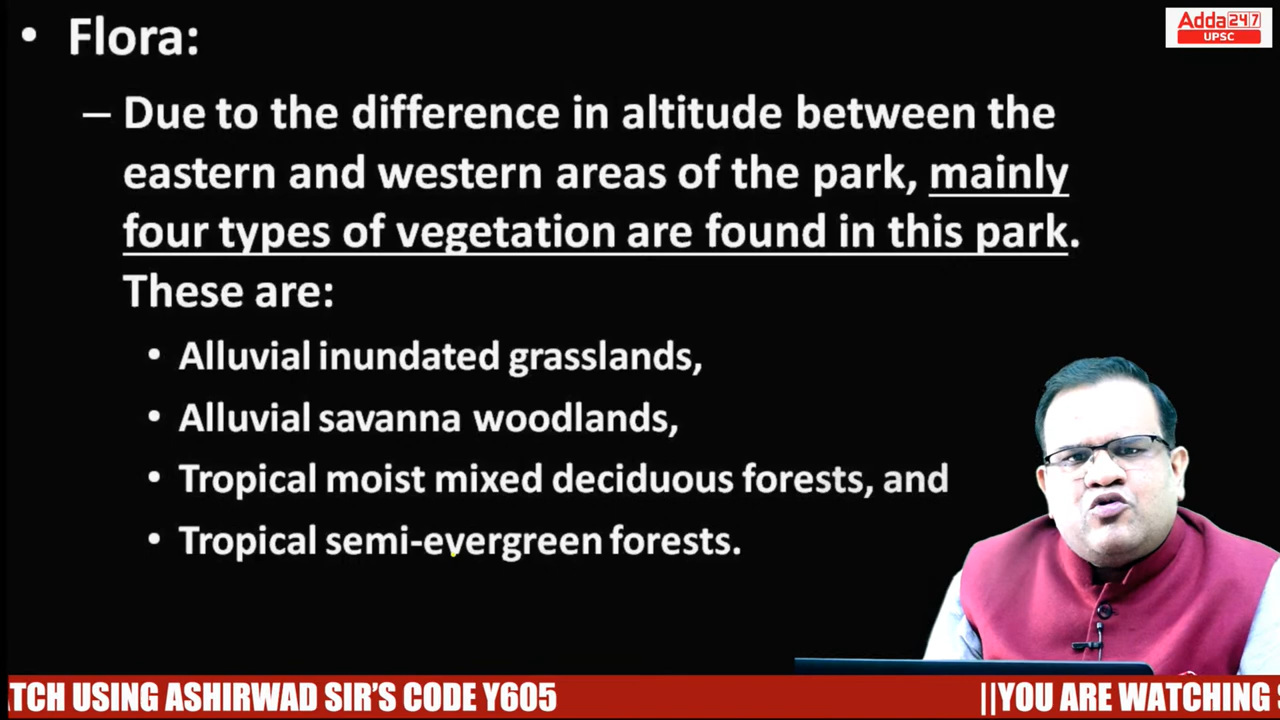 • Flora:
Adda 247
UPSC
– Due to the difference in altitude between the
eastern and western areas of the park, mainly
four types of vegetation are found in this park.
These are:
• Alluvial inundated grasslands,
• Alluvial savanna woodlands,
• Tropical moist mixed deciduous forests, and
• Tropical semi-evergreen forests.
TCH USING ASHIRWAD SIR'S CODE Y605 ||YOU ARE WATCHING